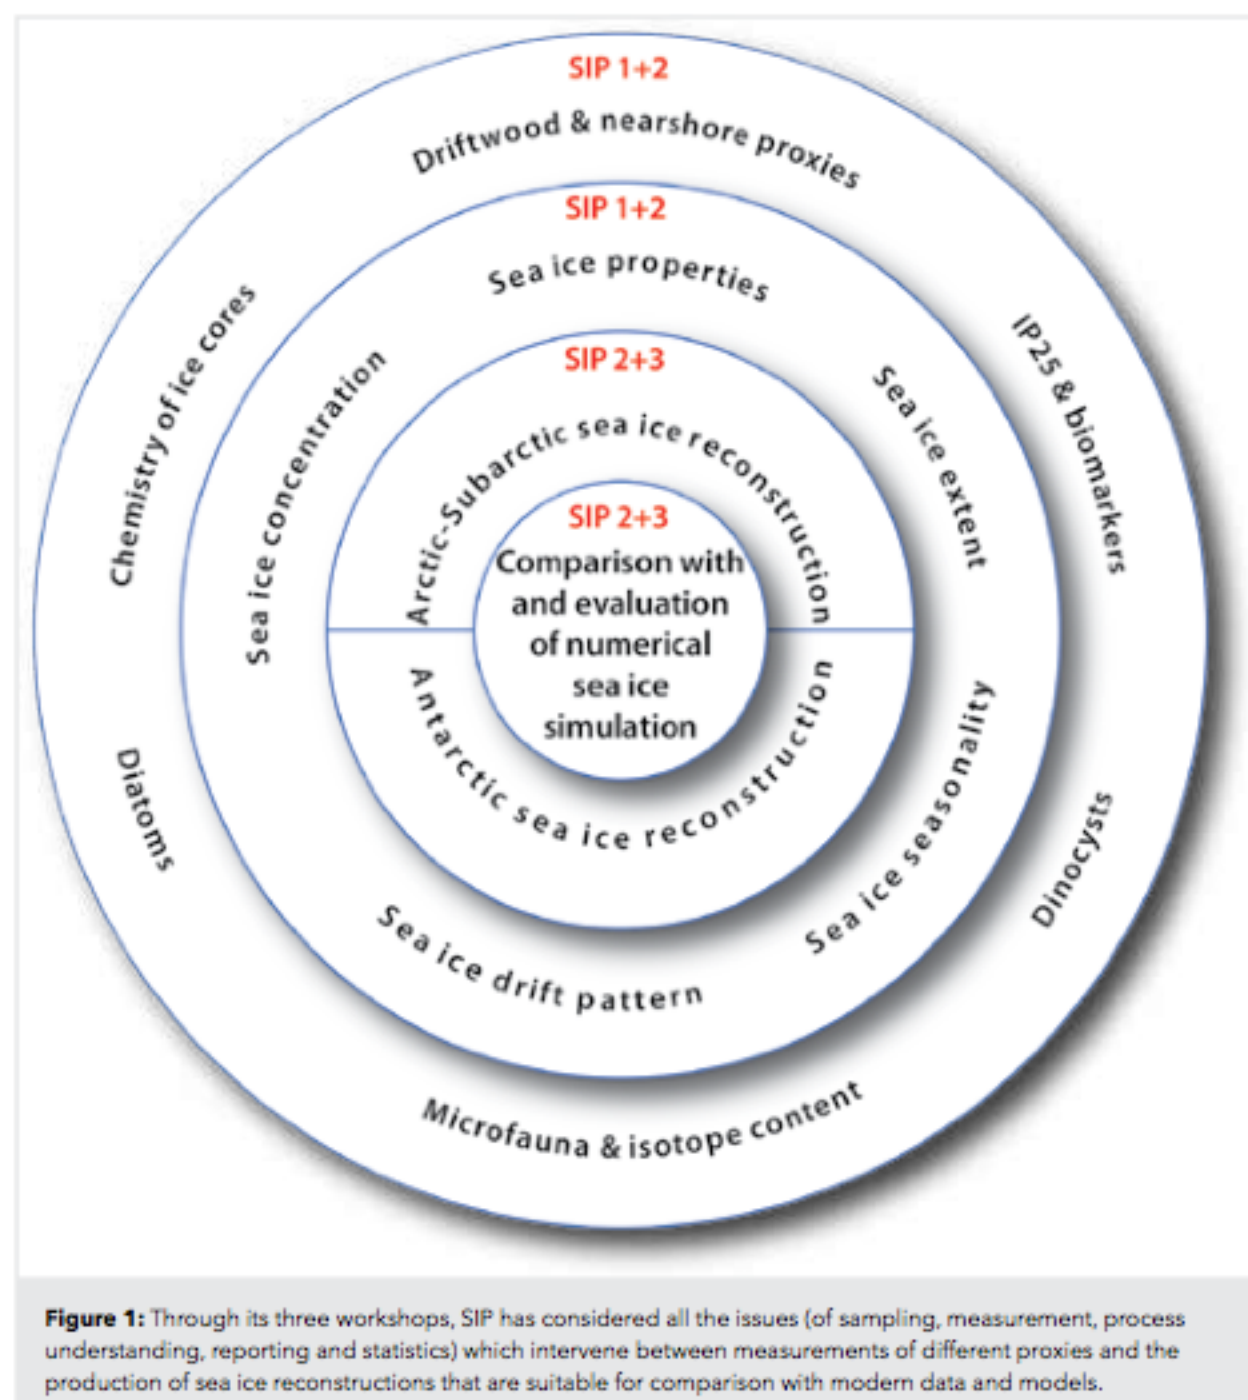 SIP 1+2
Driftwood & nearshore proxies
Chemistry of ice cores
IP25 & biomarkers
Diatoms
Dinocysts
Microfauna & isotope content
SIP 1+2
Sea ice properties
Sea ice concentration
Sea ice extent
Sea ice drift pattern
Sea ice seasonality
SIP 2+3
Arctic-Subarctic sea ice reconstruction
Antarctic sea ice reconstruction
SIP 2+3
Comparison with
and evaluation
of numerical
sea ice
simulation
Figure 1: Through its three workshops, SIP has considered all the issues (of sampling, measurement, process
understanding, reporting and statistics) which intervene between measurements of different proxies and the
production of sea ice reconstructions that are suitable for comparison with modern data and models.